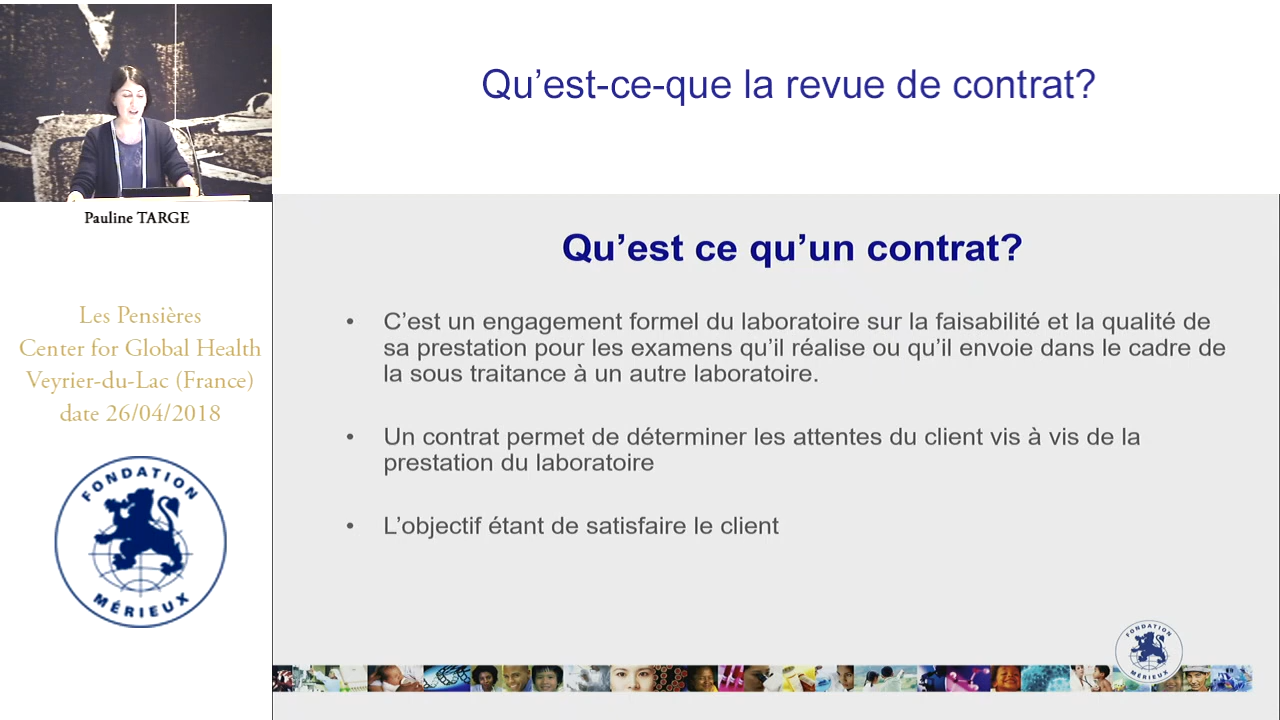 Qu’est-ce-que la revue de contrat?
Pauline TARGE
Les Pensières
Center for Global Health
Veyrier-du-Lac (France)
date 26/04/2018
FONDATION
MÉRIEUX
Qu’est ce qu’un contrat?
• C’est un engagement formel du laboratoire sur la faisabilité et la qualité de
sa prestation pour les examens qu’il réalise ou qu’il envoie dans le cadre de
la sous traitance à un autre laboratoire.
• Un contrat permet de déterminer les attentes du client vis à vis de la
prestation du laboratoire
• L’objectif étant de satisfaire le client
FONDATION
MÉRIEUX